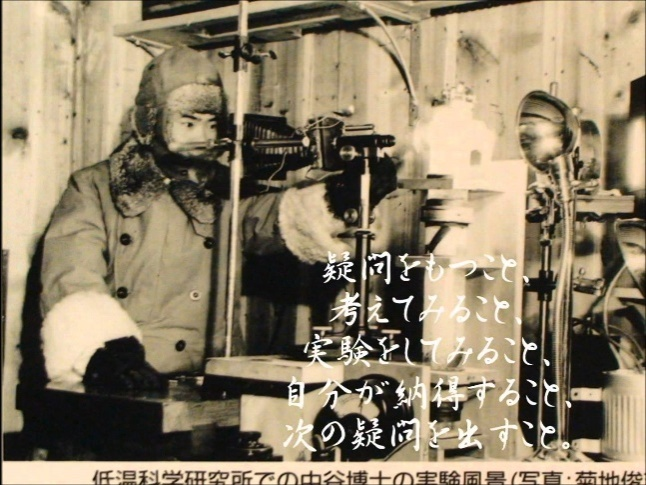 疑問をもつこと、
考えてみること、
実験をしてみること、
自分が納得すること、
次の疑問を出すこと。
低温科学研究所での中谷博士の実験風景(写真:菊地俊